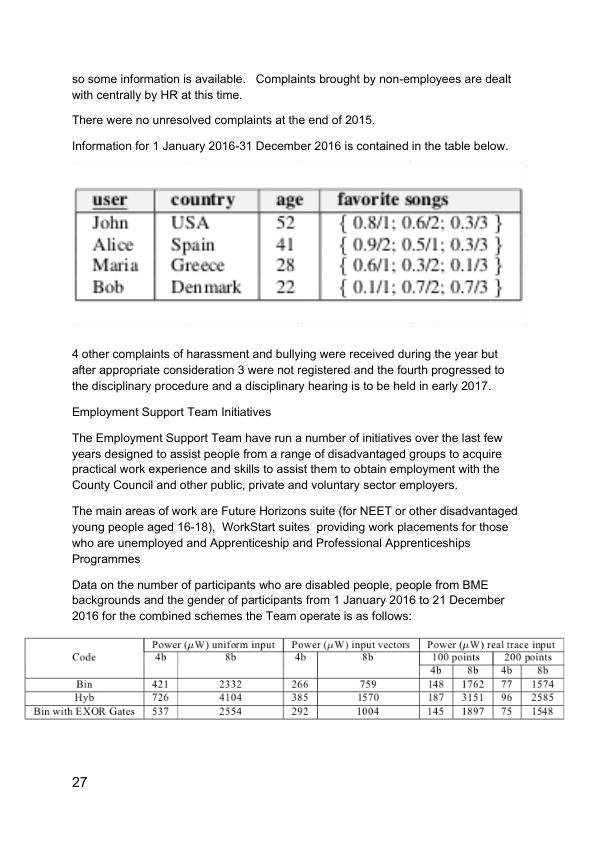 so some information is available.   Complaints brought by non-employees are dealt
with centrally by HR at this time.
There were no unresolved complaints at the end of 2015.
Information for 1 January 2016-31 December 2016 is contained in the table below.
user country age favorite songs
John USA 52 { 0.8/1; 0.6/2; 0.3/3 }
Alice Spain 41 { 0.9/2; 0.5/1; 0.3/3 }
Maria Greece 28 { 0.6/1; 0.3/2; 0.1/3 }
Bob Denmark 22 { 0.1/1; 0.7/2; 0.7/3 }
4 other complaints of harassment and bullying were received during the year but
after appropriate consideration 3 were not registered and the fourth progressed to
the disciplinary procedure and a disciplinary hearing is to be held in early 2017.
Employment Support Team Initiatives
The Employment Support Team have run a number of initiatives over the last few
years designed to assist people from a range of disadvantaged groups to acquire
practical work experience and skills to assist them to obtain employment with the
County Council and other public, private and voluntary sector employers.
The main areas of work are Future Horizons suite (for NEET or other disadvantaged
young people aged 16-18),  WorkStart suites  providing work placements for those
who are unemployed and Apprenticeship and Professional Apprenticeships
Programmes
Data on the number of participants who are disabled people, people from BME
backgrounds and the gender of participants from 1 January 2016 to 21 December
2016 for the combined schemes the Team operate is as follows:
Power (μW) uniform input Power (μW) input vectors Power (μW) real trace input
Code 4b 8b 4b 8b 100 points 200 points
4b 8b 4b 8b
Bin 421 2332 266 759 148 1762 77 1574
Hyb 726 4104 385 1570 187 3151 96 2585
Bin with EXOR Gates 537 2554 292 1004 145 1897 75 1548
27